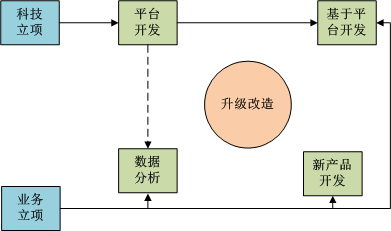 科技
立项
平台
开发
基于平
台开发
升级改造
数据
分析
新产品
开发
业务
立项